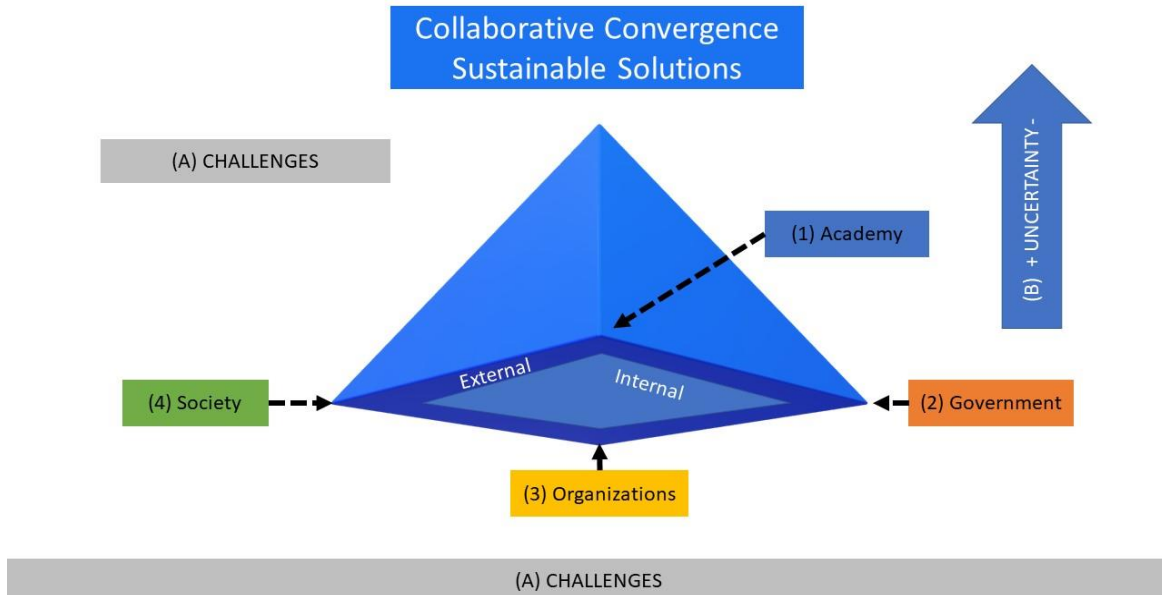 Collaborative Convergence
Sustainable Solutions
(A) CHALLENGES
(B) + UNCERTAINTY -
(1) Academy
External
Internal
(4) Society
(2) Government
(3) Organizations
(A) CHALLENGES